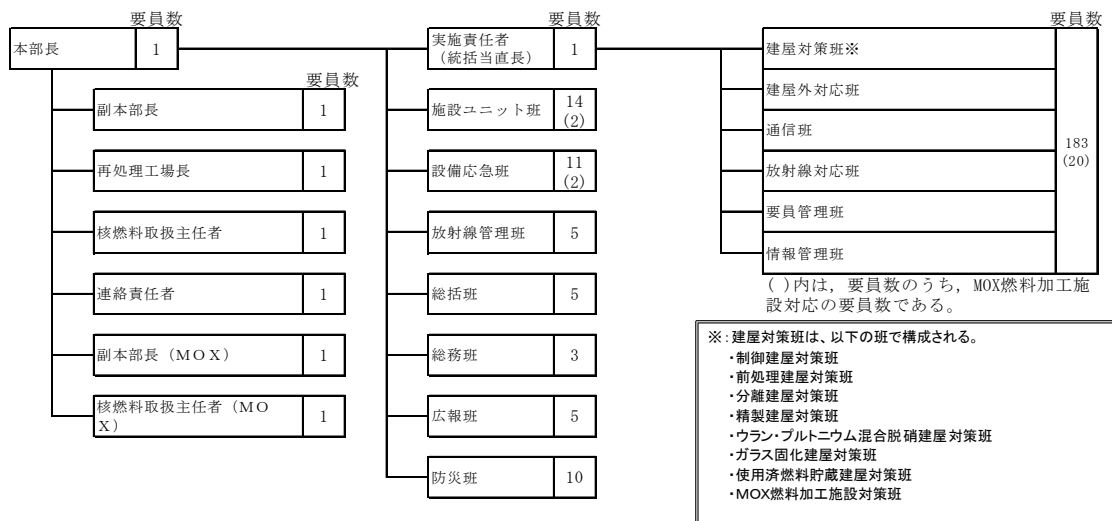 要員数
本部長
1
要員数
副本部長
1
再処理工場長
1
核燃料取扱主任者
1
連絡責任者
1
副本部長（ＭＯＸ）
1
核燃料取扱主任者（ＭＯ
Ｘ）
1
要員数
実施責任者
（統括当直長）
1
施設ユニット班
14
(2)
設備応急班
11
(2)
放射線管理班
5
総括班
5
総務班
3
広報班
5
防災班
10
要員数
建屋対策班※
建屋外対応班
通信班
放射線対応班
要員管理班
情報管理班
183
(20)
( )内は，要員数のうち，MOX燃料加工施
設対応の要員数である。
※：建屋対策班は、以下の班で構成される。
・制御建屋対策班
・前処理建屋対策班
・分離建屋対策班
・精製建屋対策班
・ウラン・プルトニウム混合脱硝建屋対策班
・ガラス固化建屋対策班
・使用済燃料貯蔵建屋対策班
・MOX燃料加工施設対策班